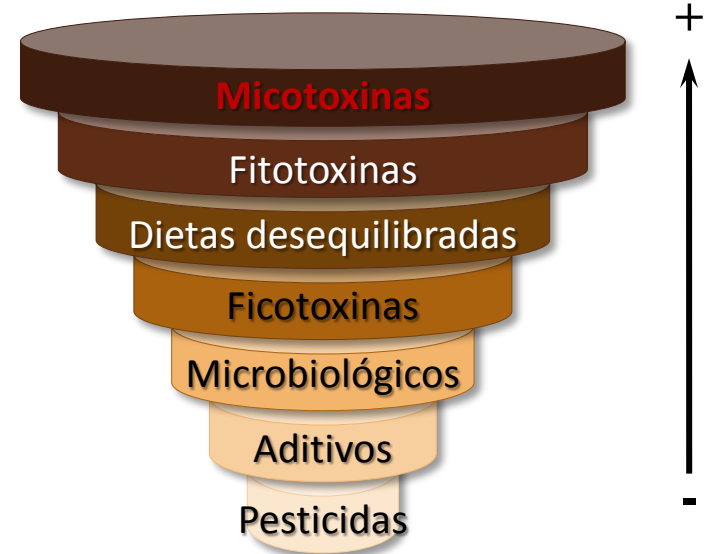 +
Micotoxinas
Fitotoxinas
Dietas desequilibradas
Ficotoxinas
Microbiológicos
Aditivos
-
Pesticidas